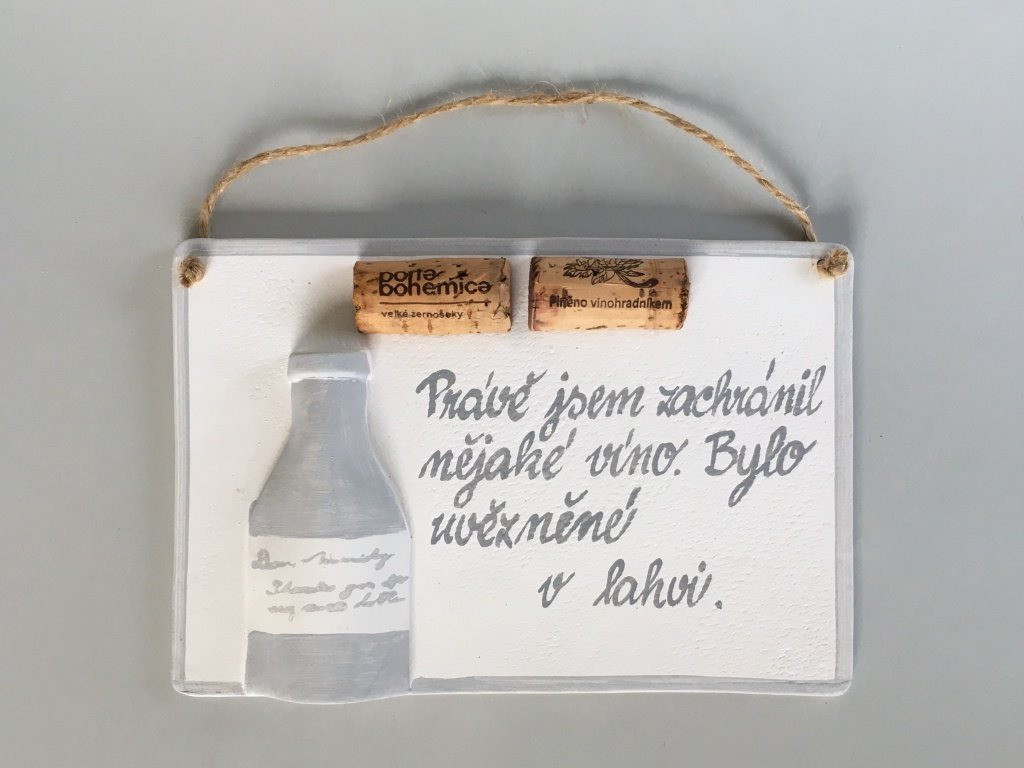 porta
bohemica
velké žernoseky
Plněno vinohradníkem
Právě jsem zachránil
nějaké víno. Bylo
uvězněné
v lahvi.